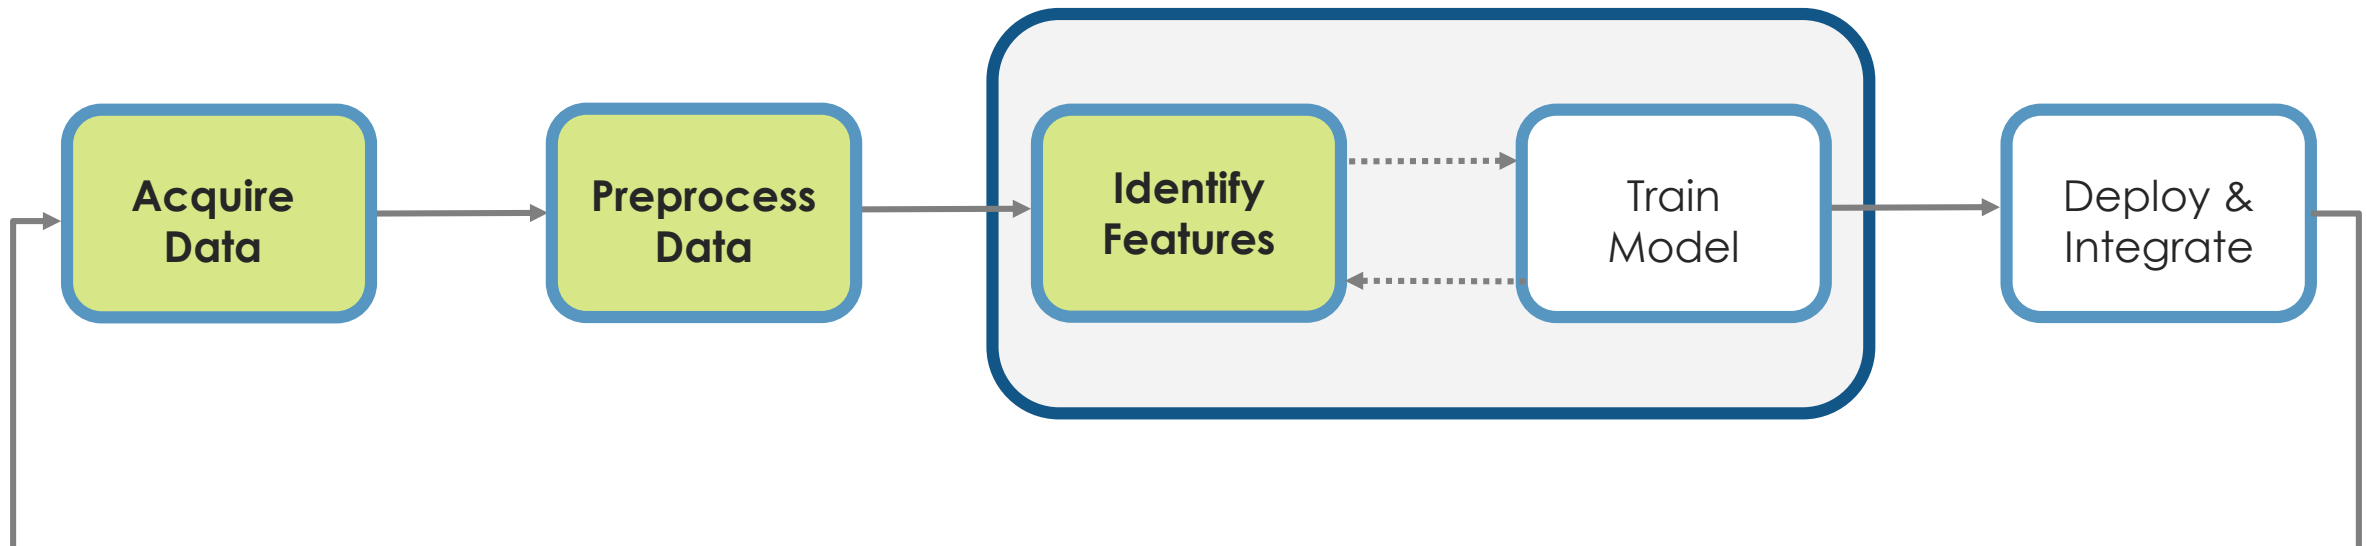 Acquire
Data
Preprocess
Data
Identify
Features
Train
Model
Deploy &
Integrate